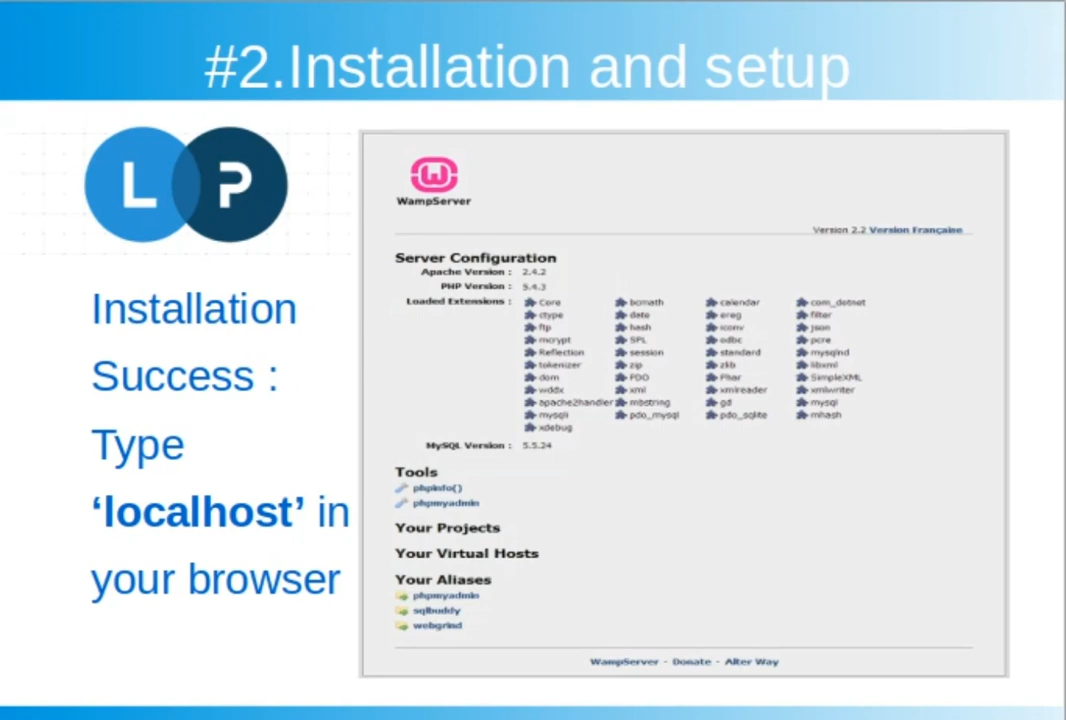 #2.Installation and setup
L P
Installation
Success :
Type
‘localhost’ in
your browser
W
WampServer
Version 2.2 Version Française
Server Configuration
Apache Version : 2.4.2
PHP Version : 5.4.3
Loaded Extensions : Core bcmath calendar com_dotnet
ctype date ereg filter
ftp hash iconv json
mcrypt SPL odbc pcre
Reflection session standard mysqlnd
tokenizer zip zlib libxml
dom PDO Phar SimpleXML
wddx xml xmlreader xmlwriter
apache2handler mbstring gd mysql
mysqli pdo_mysql pdo_sqlite mhash
xdebug
MySQL Version : 5.5.24
Tools
phpinfo()
phpmyadmin
Your Projects
Your Virtual Hosts
Your Aliases
phpmyadmin
sqlbuddy
webgrind
WampServer - Donate - Alter Way